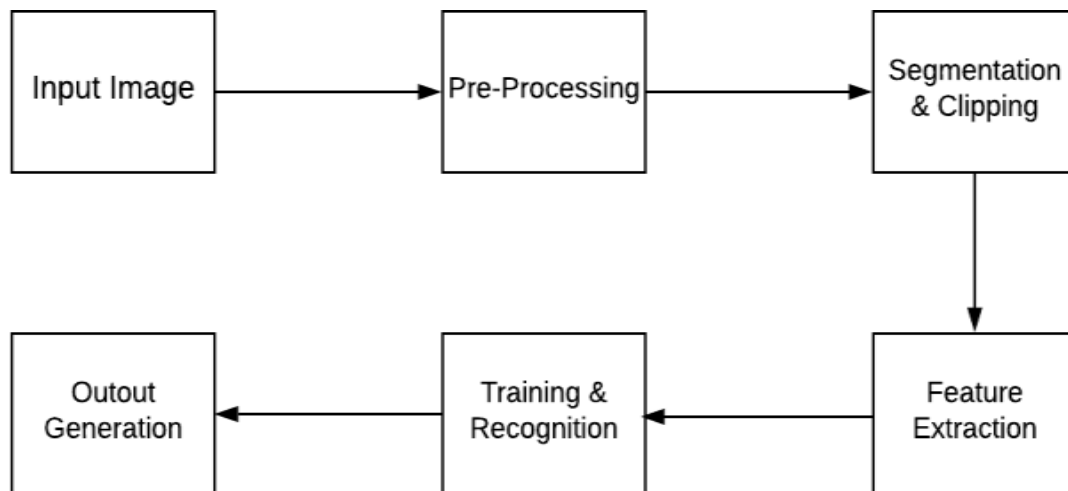 Input Image
Pre-Processing
Segmentation
& Clipping
Feature
Extraction
Training &
Recognition
Outout
Generation